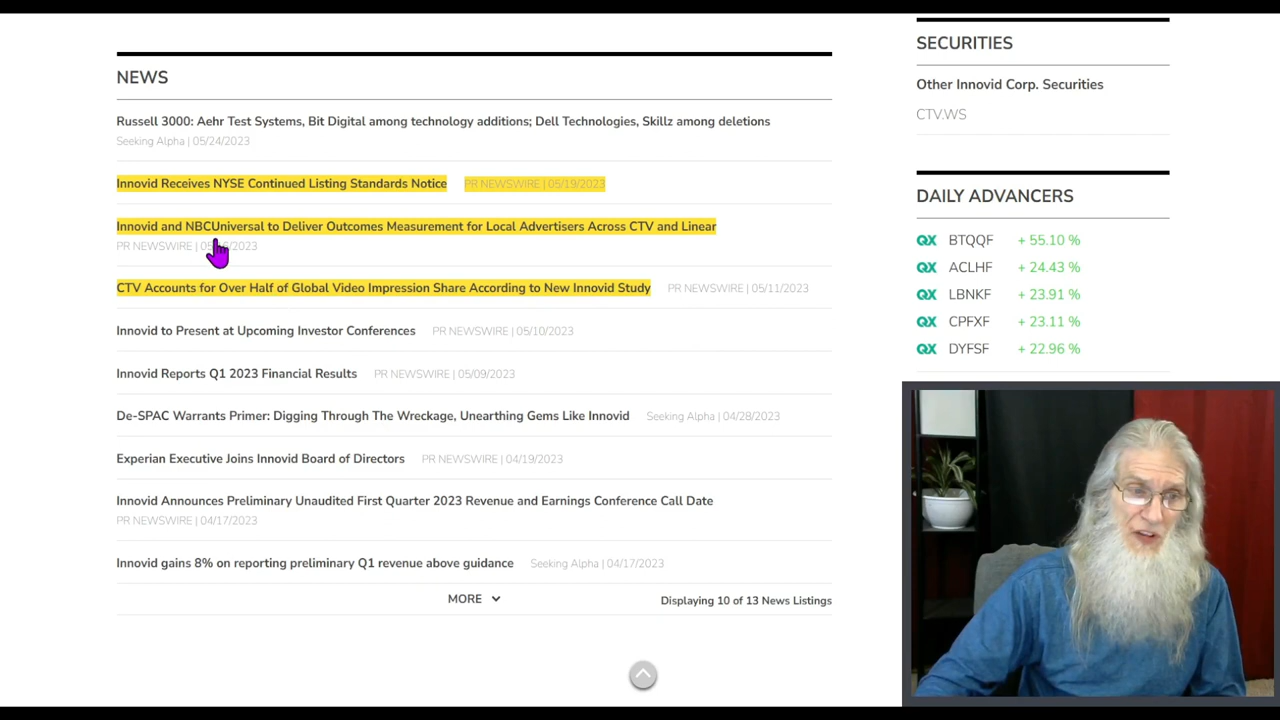 NEWS
Russell 3000: Aehr Test Systems, Bit Digital among technology additions; Dell Technologies, Skillz among deletions
Seeking Alpha | 05/24/2023
Innovid Receives NYSE Continued Listing Standards Notice PR NEWSWIRE | 05/19/2023
Innovid and NBCUniversal to Deliver Outcomes Measurement for Local Advertisers Across CTV and Linear
PR NEWSWIRE |
CTV Accounts for Over Half of Global Video Impression Share According to New Innovid Study PR NEWSWIRE | 05/11/2023
Innovid to Present at Upcoming Investor Conferences PR NEWSWIRE | 05/10/2023
Innovid Reports Q1 2023 Financial Results PR NEWSWIRE | 05/09/2023
De-SPAC Warrants Primer: Digging Through The Wreckage, Unearthing Gems Like Innovid Seeking Alpha | 04/28/2023
Experian Executive Joins Innovid Board of Directors PR NEWSWIRE | 04/19/2023
Innovid Announces Preliminary Unaudited First Quarter 2023 Revenue and Earnings Conference Call Date
PR NEWSWIRE | 04/17/2023
Innovid gains 8% on reporting preliminary Q1 revenue above guidance Seeking Alpha | 04/17/2023
MORE Displaying 10 of 13 News Listings
SECURITIES
Other Innovid Corp. Securities
CTV.WS
DAILY ADVANCERS
QX BTQQF + 55.10 %
QX ACLHF + 24.43 %
QX LBNKF + 23.91 %
QX CPFXF + 23.11 %
QX DYFSF + 22.96 %